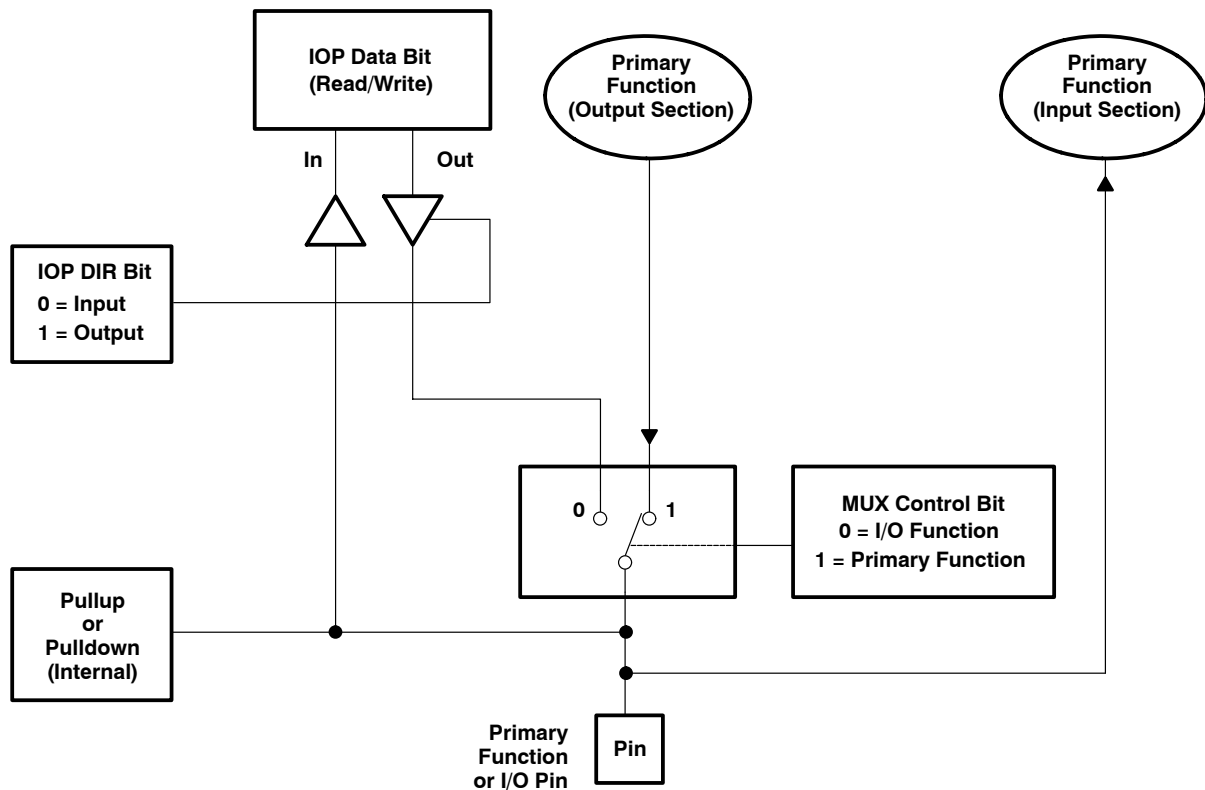 IOP Data Bit
(Read/Write)
Primary
Function
(Output Section)
Primary
Function
(Input Section)
In
Out
IOP DIR Bit
0 = Input
1 = Output
0
1
MUX Control Bit
0 = I/O Function
1 = Primary Function
Pullup
or
Pulldown
(Internal)
Primary
Function
or I/O Pin
Pin